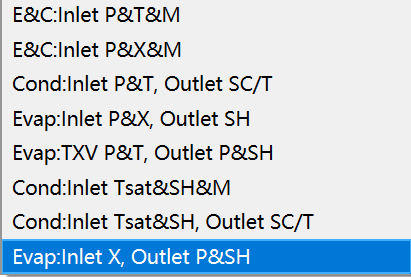 E&C:Inlet P&T&M
E&C:Inlet P&X&M
Cond:Inlet P&T, Outlet SC/T
Evap:Inlet P&X, Outlet SH
Evap:TXV P&T, Outlet P&SH
Cond:Inlet Tsat&SH&M
Cond:Inlet Tsat&SH, Outlet SC/T
Evap:Inlet X, Outlet P&SH